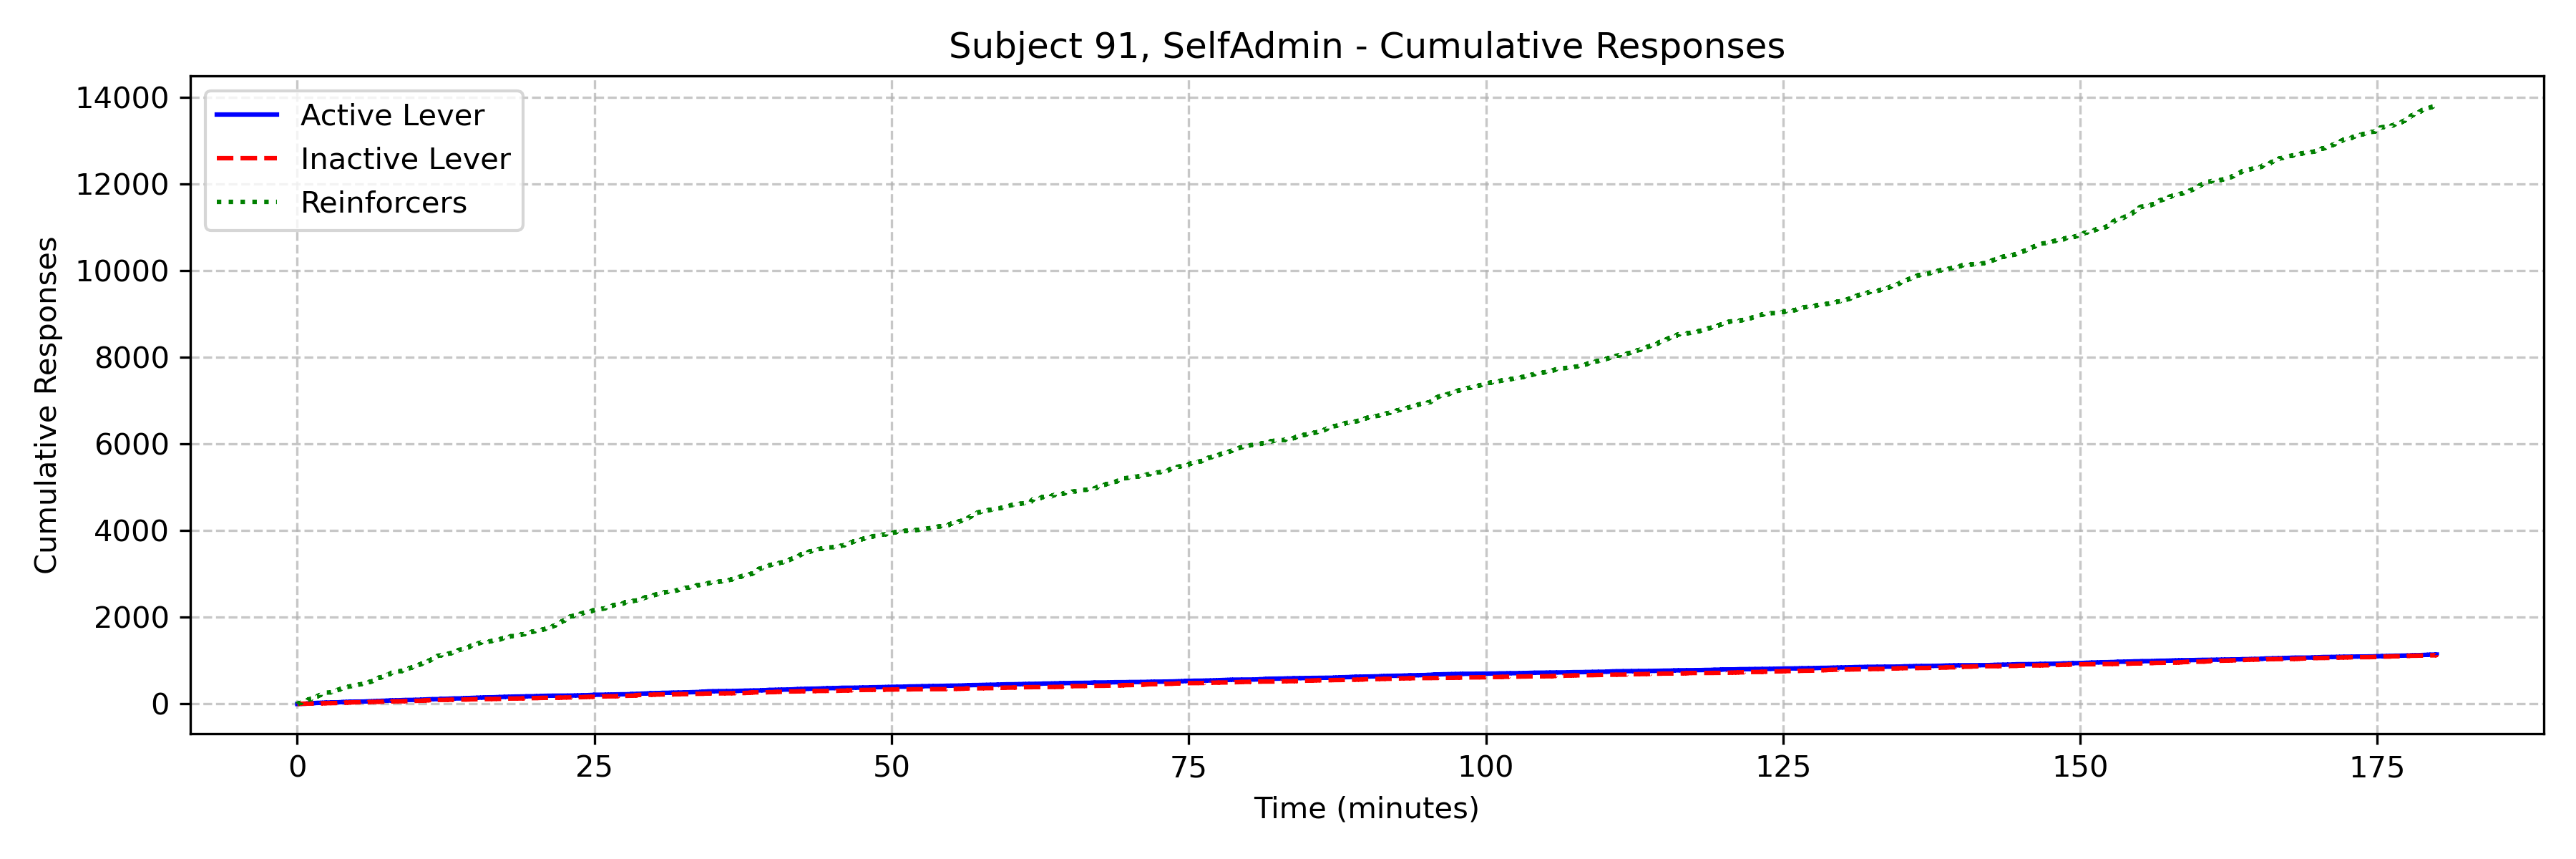 Subject 91, SelfAdmin - Cumulative Responses
Active Lever
Inactive Lever
Reinforcers
Cumulative Responses
14000
12000
10000
8000
6000
4000
2000
0
0 25 50 75 100 125 150 175
Time (minutes)